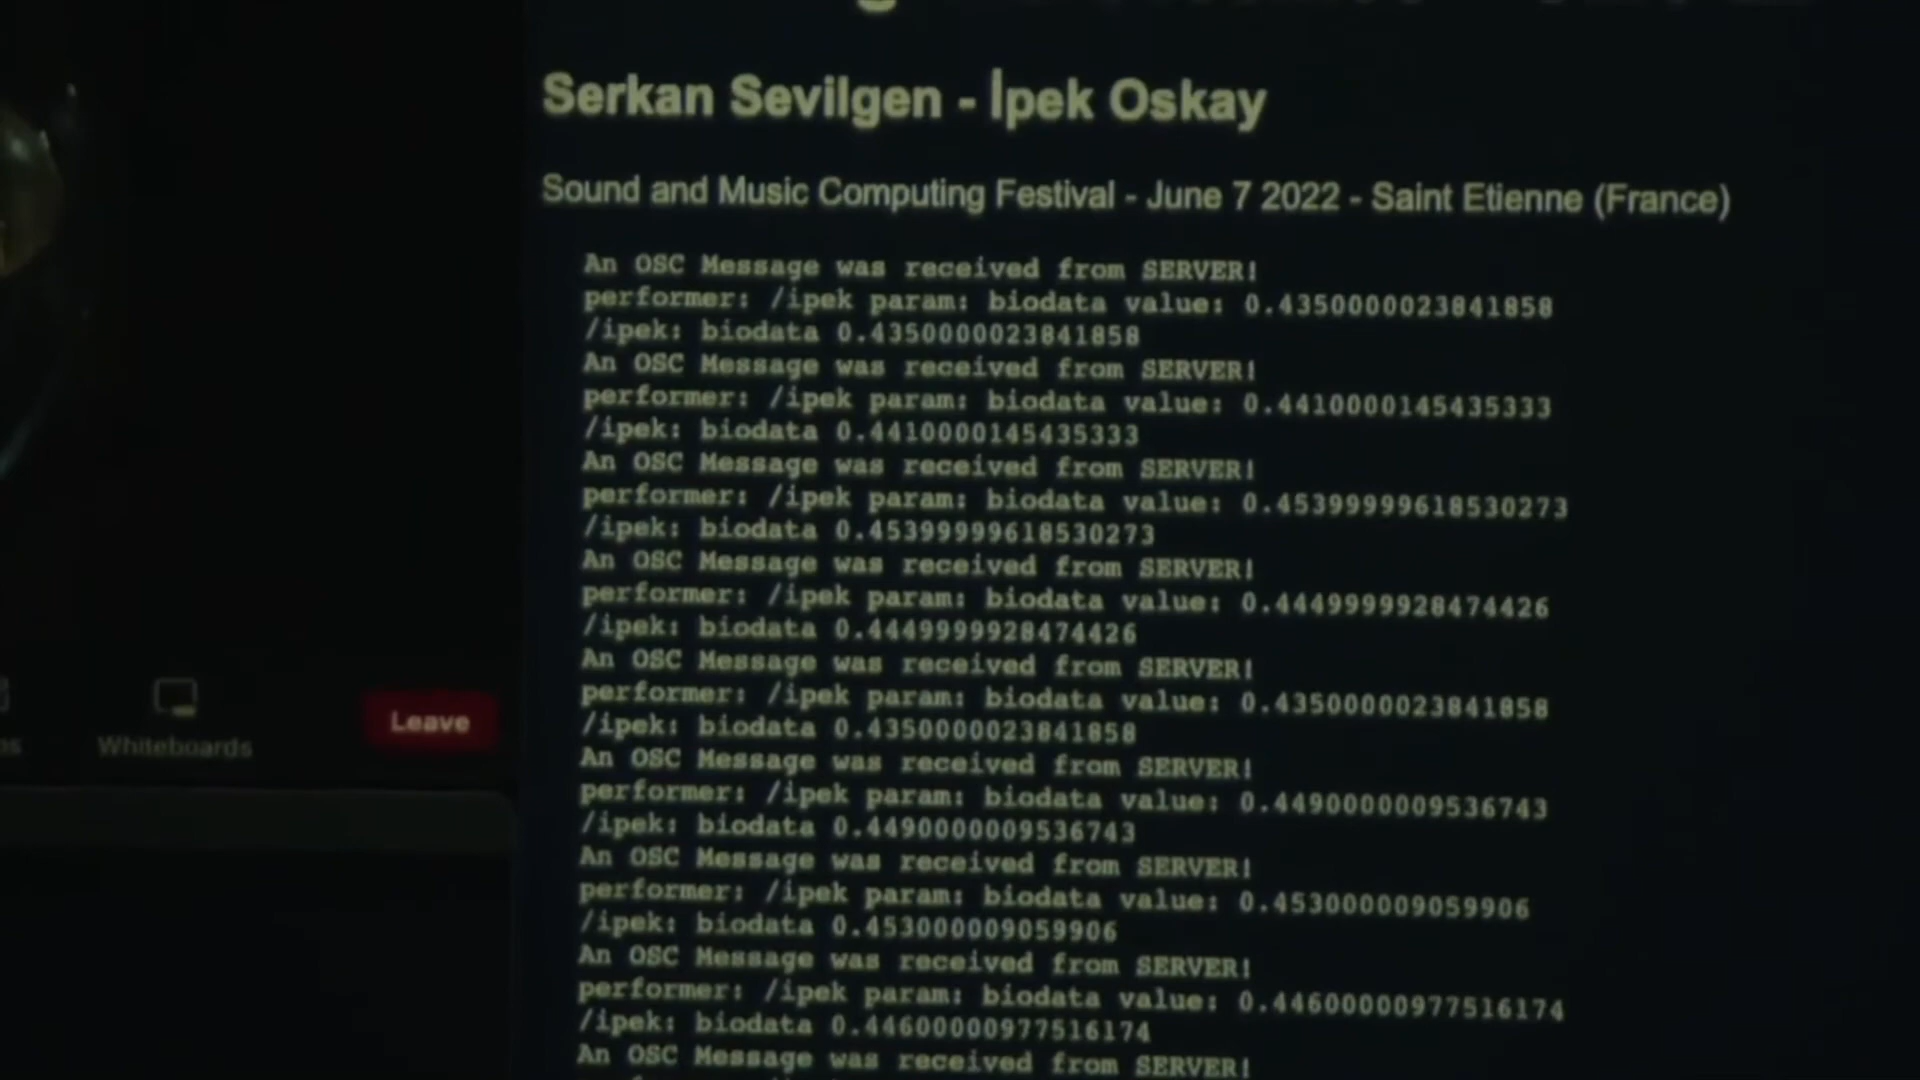 Serkan Sevilgen - İpek Oskay
Sound and Music Computing Festival - June 7 2022 - Saint Etienne (France)
An OSC Message was received from SERVER!
performer: /ipek param: biodata value: 0.4350000023841858
/ipek: biodata 0.4350000023841858
An OSC Message was received from SERVER!
performer: /ipek param: biodata value: 0.4410000145435333
/ipek: biodata 0.4410000145435333
An OSC Message was received from SERVER!
performer: /ipek param: biodata value: 0.45399999618530273
/ipek: biodata 0.45399999618530273
An OSC Message was received from SERVER!
performer: /ipek param: biodata value: 0.4449999928474426
/ipek: biodata 0.4449999928474426
An OSC Message was received from SERVER!
performer: /ipek param: biodata value: 0.4350000023841858
/ipek: biodata 0.4350000023841858
An OSC Message was received from SERVER!
performer: /ipek param: biodata value: 0.4490000009536743
/ipek: biodata 0.4490000009536743
An OSC Message was received from SERVER!
performer: /ipek param: biodata value: 0.453000009059906
/ipek: biodata 0.453000009059906
An OSC Message was received from SERVER!
performer: /ipek param: biodata value: 0.44600000977516174
/ipek: biodata 0.44600000977516174
An OSC Message was received from SERVER!
Whiteboards
Leave